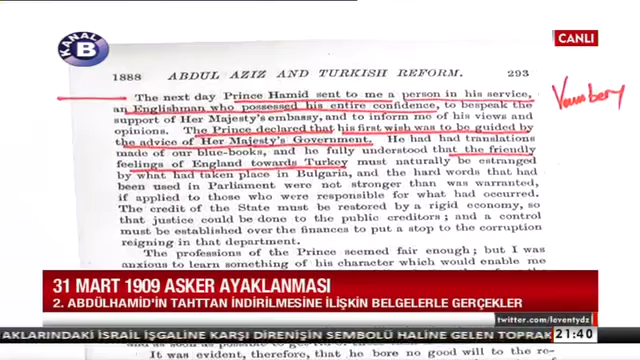 KANAL
B
CANLI
1888 ABDUL AZIZ AND TURKISH REFORM. 293
The next day Prince Hamid sent to me a person in his service,
an Englishman who possessed his entire confidence, to bespeak the
support of Her Majesty's embassy, and to inform me of his views and
opinions. The Prince declared that his first wish was to be guided by
the advice of Her Majesty's Government. He had had translations
made of our blue-books, and he fully understood that the friendly
feelings of England towards Turkey must naturally be estranged
by what had taken place in Bulgaria, and the hard words that had
been used in Parliament were not stronger than was warranted,
if applied to those who were responsible for what had occurred.
The credit of the State must be restored by a rigid economy, so
that justice could be done to the public creditors; and a control
must be established over the finances to put a stop to the corruption
reigning in that department.
The professions of the Prince seemed fair enough; but I was
anxious to learn something of his character which would enable me
31 MART 1909 ASKER AYAKLANMASI
2. ABDÜLHAMİD'İN TAHTTAN İNDİRİLMESİNE İLİŞKİN BELGELERLE GERÇEKLER
twitter.com/leventydz
AKLARINDAKİ İSRAİL İŞGALİNE KARŞI DİRENİŞİN SEMBOLÜ HALİNE GELEN TOPRAK
21:40
It was evident, therefore, that he bore no good will to the re-